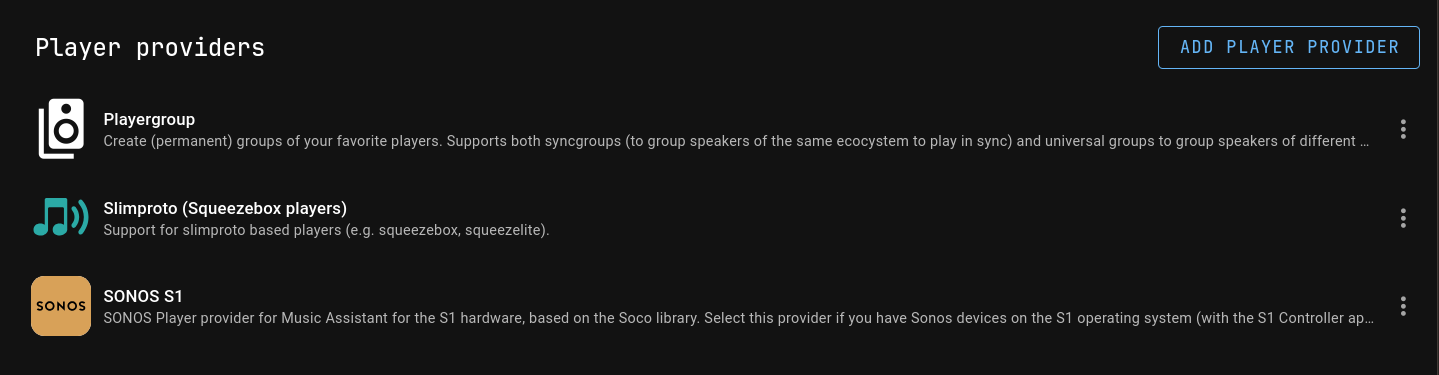 Player providers
ADD PLAYER PROVIDER
Playergroup
Create (permanent) groups of your favorite players. Supports both syncgroups (to group speakers of the same ecosystem to play in sync) and universal groups to group speakers of different ...
Slimproto (Squeezebox players)
Support for slimproto based players (e.g. squeezebox, squeezelite).
SONOS
SONOS S1
SONOS Player provider for Music Assistant for the S1 hardware, based on the Soco library. Select this provider if you have Sonos devices on the S1 operating system (with the S1 Controller ap...